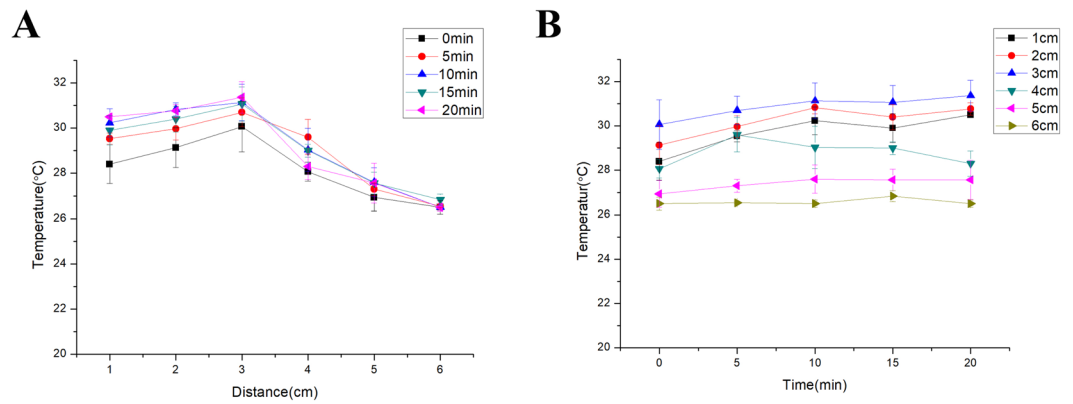 A
B
0min
5min
10min
15min
20min
1cm
2cm
3cm
4cm
5cm
6cm
Temperatur(°C)
32
30
28
26
24
22
20
1
2
3
4
5
6
Distance(cm)
Temperatur(°C)
32
30
28
26
24
22
20
0
5
10
15
20
Time(min)